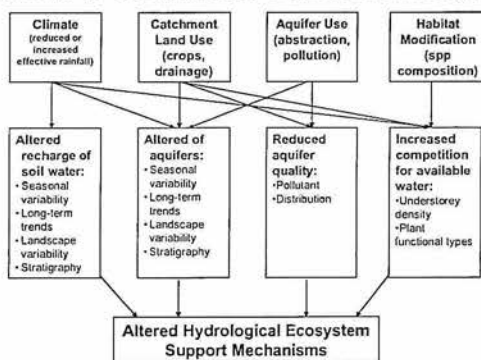 Climate
(reduced or
increased
effective rainfall)
Catchment
Land Use
(crops,
drainage)
Aquifer Use
(abstraction,
pollution)
Habitat
Modification
(spp
composition)
Altered
recharge of
soil water:
• Seasonal
variability
• Long-term
trends
• Landscape
variability
• Stratigraphy
Altered of
aquifers:
• Seasonal
variability
• Long-term
trends
• Landscape
variability
• Stratigraphy
Reduced
aquifer
quality:
• Pollutant
• Distribution
Increased
competition
for available
water:
• Understorey
density
• Plant
functional types
Altered Hydrological Ecosystem
Support Mechanisms